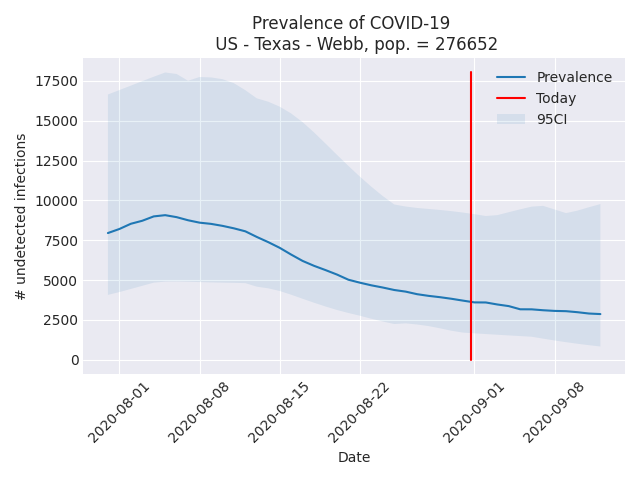 Prevalence of COVID-19
US - Texas - Webb, pop. = 276652
Prevalence
Today
95CI
# undetected infections
17500
15000
12500
10000
7500
5000
2500
0
2020-08-01
2020-08-08
2020-08-15
2020-08-22
2020-09-01
2020-09-08
Date